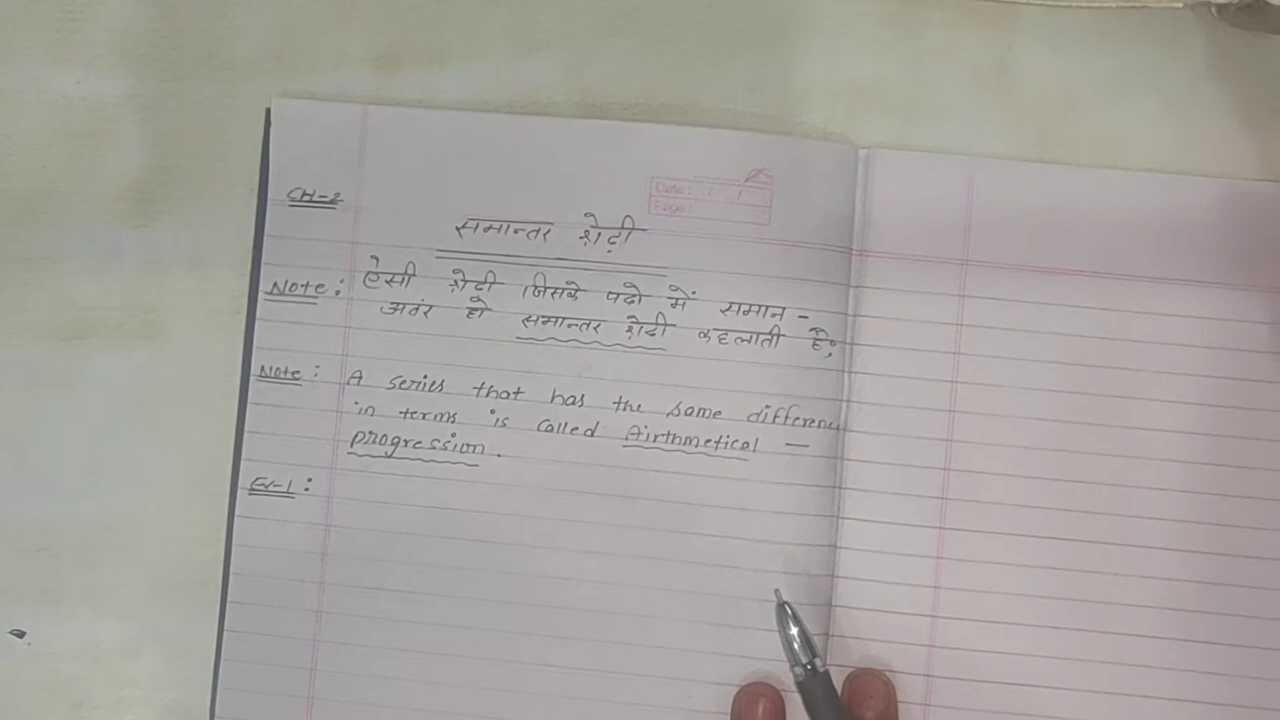 CH-2
Date: / /
Page:
समान्तर श्रेढ़ी
Note: ऐसी श्रेढी जिसके पदो में समान -
अतंर हो समान्तर श्रेढी कहलाती है;
Note: A series that has the same difference
in terms is called Airthmetical —
progression.
Ex-1: